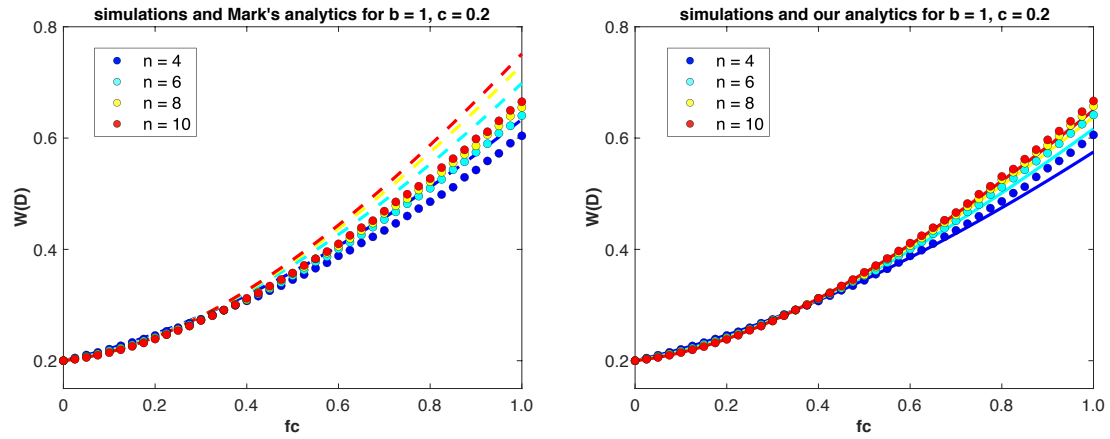 simulations and Mark's analytics for b = 1, c = 0.2
0.8
0.6
0.4
0.2
W(D)
n = 4
n = 6
n = 8
n = 10
0 0.2 0.4 0.6 0.8 1.0
fc
simulations and our analytics for b = 1, c = 0.2
0.8
0.6
0.4
0.2
W(D)
n = 4
n = 6
n = 8
n = 10
0 0.2 0.4 0.6 0.8 1.0
fc